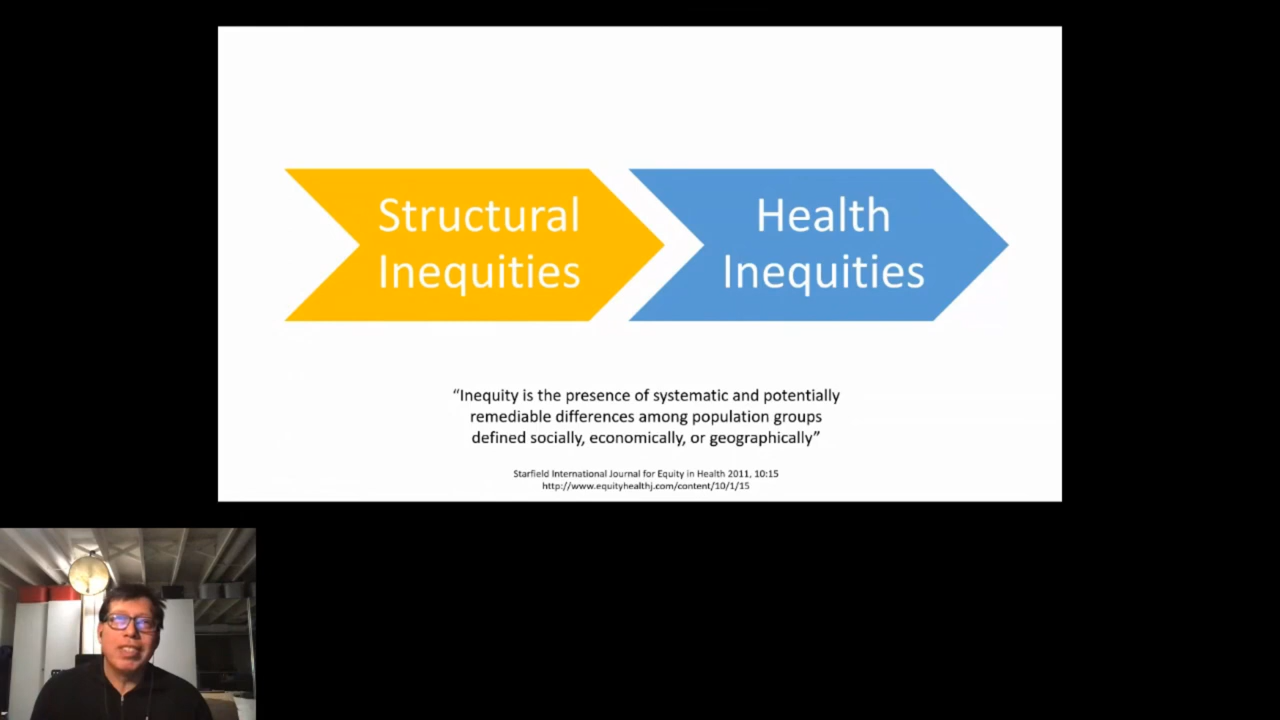 Structural
Inequities
Health
Inequities
“Inequity is the presence of systematic and potentially
remediable differences among population groups
defined socially, economically, or geographically”
Starfield International Journal for Equity in Health 2011, 10:15
http://www.equityhealthj.com/content/10/1/15